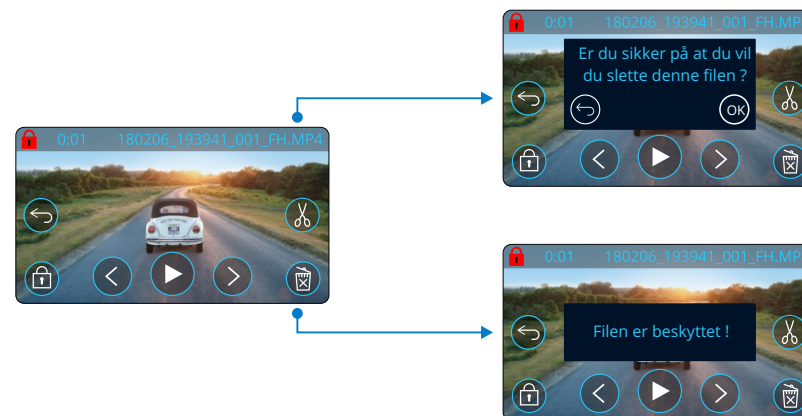 0:01 180206_193941_001_FH.MP4
0:01 180206_193941_001_FH.MP
Er du sikker på at du vil
du slette denne filen ?
OK
0:01 180206_193941_001_FH.MP
Filen er beskyttet !